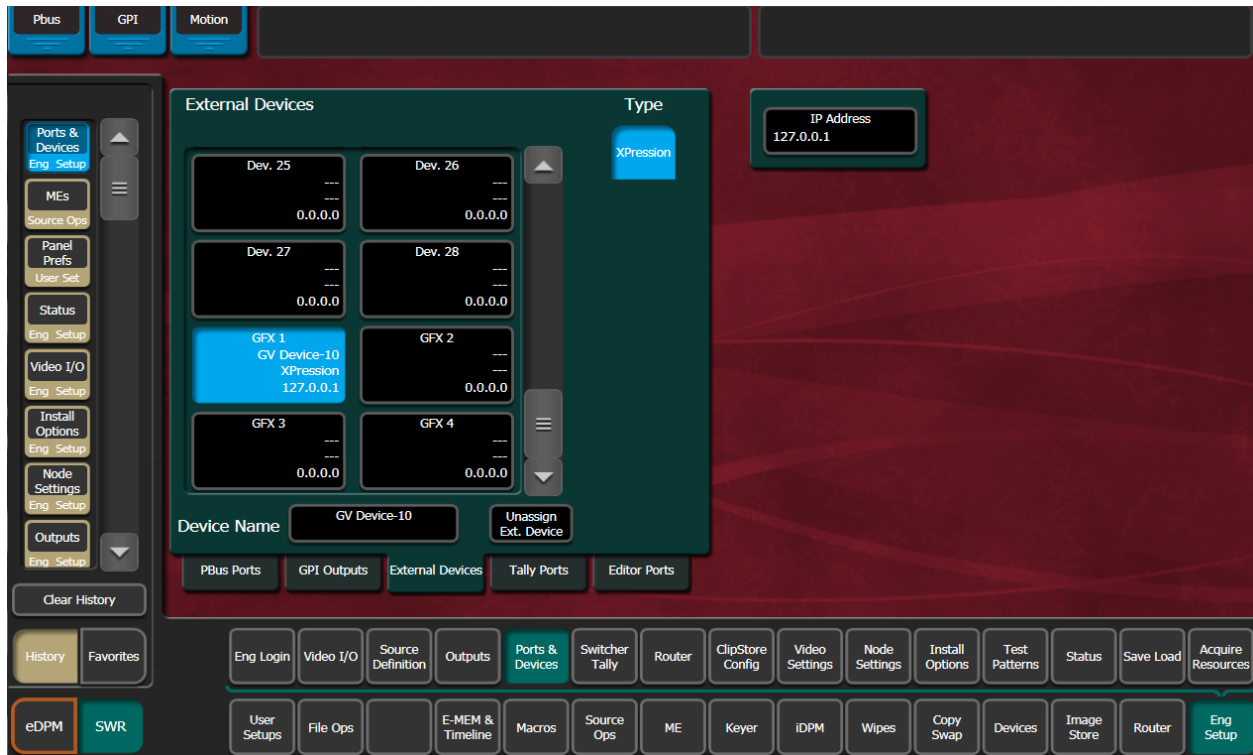 Pbus GPI Motion
External Devices Type
IP Address
127.0.0.1
XPression
Ports &
Devices
Eng Setup
MEs
Source Ops
Panel
Prefs
User Set
Status
Eng Setup
Video I/O
Eng Setup
Install
Options
Eng Setup
Node
Settings
Eng Setup
Outputs
Eng Setup
Clear History
History Favorites
Dev. 25
---
---
0.0.0.0
Dev. 26
---
---
0.0.0.0
Dev. 27
---
---
0.0.0.0
Dev. 28
---
---
0.0.0.0
GFX 1
GV Device-10
XPression
127.0.0.1
GFX 2
---
---
0.0.0.0
GFX 3
---
---
0.0.0.0
GFX 4
---
---
0.0.0.0
Device Name GV Device-10
Unassign
Ext. Device
PBus Ports GPI Outputs External Devices Tally Ports Editor Ports
Eng Login
Video I/O
Source
Definition
Outputs
Ports &
Devices
Switcher
Tally
Router
ClipStore
Config
Video
Settings
Node
Settings
Install
Options
Test
Patterns
Status
Save Load
Acquire
Resources
eDPM SWR
User
Setups
File Ops
E-MEM &
Timeline
Macros
Source
Ops
ME
Keyer
iDPM
Wipes
Copy
Swap
Devices
Image
Store
Router
Eng
Setup